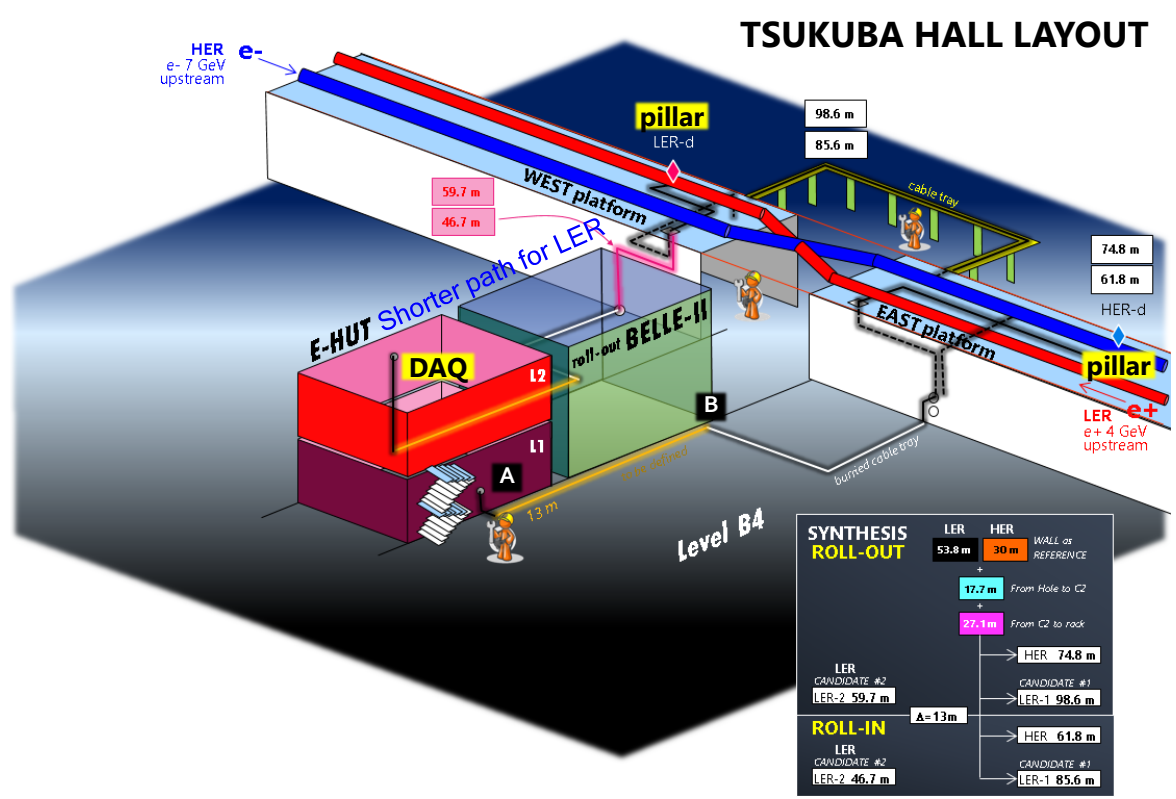 TSUKUBA HALL LAYOUT
HER e-
e- 7 GeV
upstream
pillar
LER-d
98.6 m
85.6 m
cable tray
59.7 m
46.7 m
WEST platform
74.8 m
61.8 m
HER-d
pillar
Shorter path for LER
E-HUT
roll-out BELLE-II
EAST platform
DAQ
L2
L1
A
B
LER e+
e+ 4 GeV
upstream
burried cable tray
13 m
Level B4
SYNTHESIS
ROLL-OUT
LER HER
53.8 m 30 m
WALL as
REFERENCE
+
17.7 m From Hole to C2
+
27.1 m From C2 to rack
HER 74.8 m
LER
CANDIDATE #2
LER-2 59.7 m
CANDIDATE #1
LER-1 98.6 m
Δ=13m
ROLL-IN
HER 61.8 m
LER
CANDIDATE #2
LER-2 46.7 m
CANDIDATE #1
LER-1 85.6 m